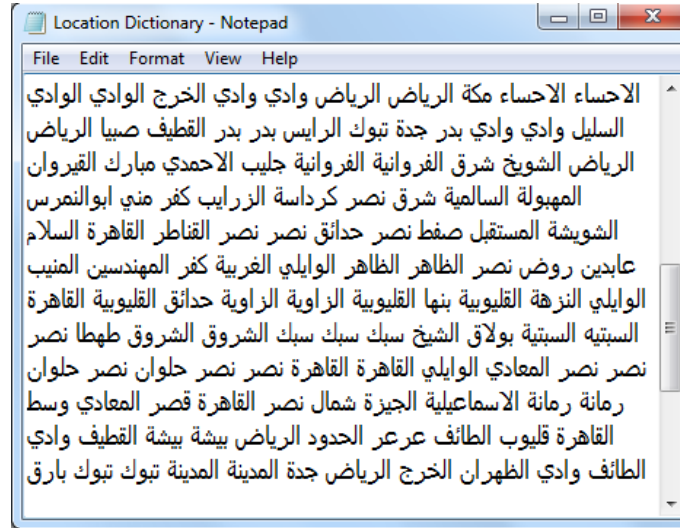 Location Dictionary - Notepad
File Edit Format View Help
الاحساء الاحساء مكة الرياض الرياض وادي وادي الخرج الوادي الوادي
السليل وادي وادي بدر جدة تبوك الرايس بدر بدر القطيف صبيا الرياض
الرياض الشويخ شرق الفروانية الفروانية جليب الاحمدي مبارك القيروان
المهبولة السالمية شرق نصر كرداسة الزرايب كفر مني ابوالنمرس
الشويشة المستقبل صفط نصر حدائق نصر نصر القناطر القاهرة السلام
عابدين روض نصر الظاهر الظاهر الوايلي الغربية كفر المهندسين المنيب
الوايلي النزهة القليوبية بنها القليوبية الزاوية الزاوية حدائق القليوبية القاهرة
السبتيه السبتية بولاق الشيخ سبك سبك سبك الشروق الشروق طهطا نصر
نصر نصر المعادي الوايلي القاهرة القاهرة نصر نصر حلوان نصر حلوان
رمانة رمانة الاسماعيلية الجيزة شمال نصر القاهرة قصر المعادي وسط
القاهرة قليوب الطائف عرعر الحدود الرياض بيشة بيشة القطيف وادي
الطائف وادي الظهران الخرج الرياض جدة المدينة المدينة تبوك تبوك بارق